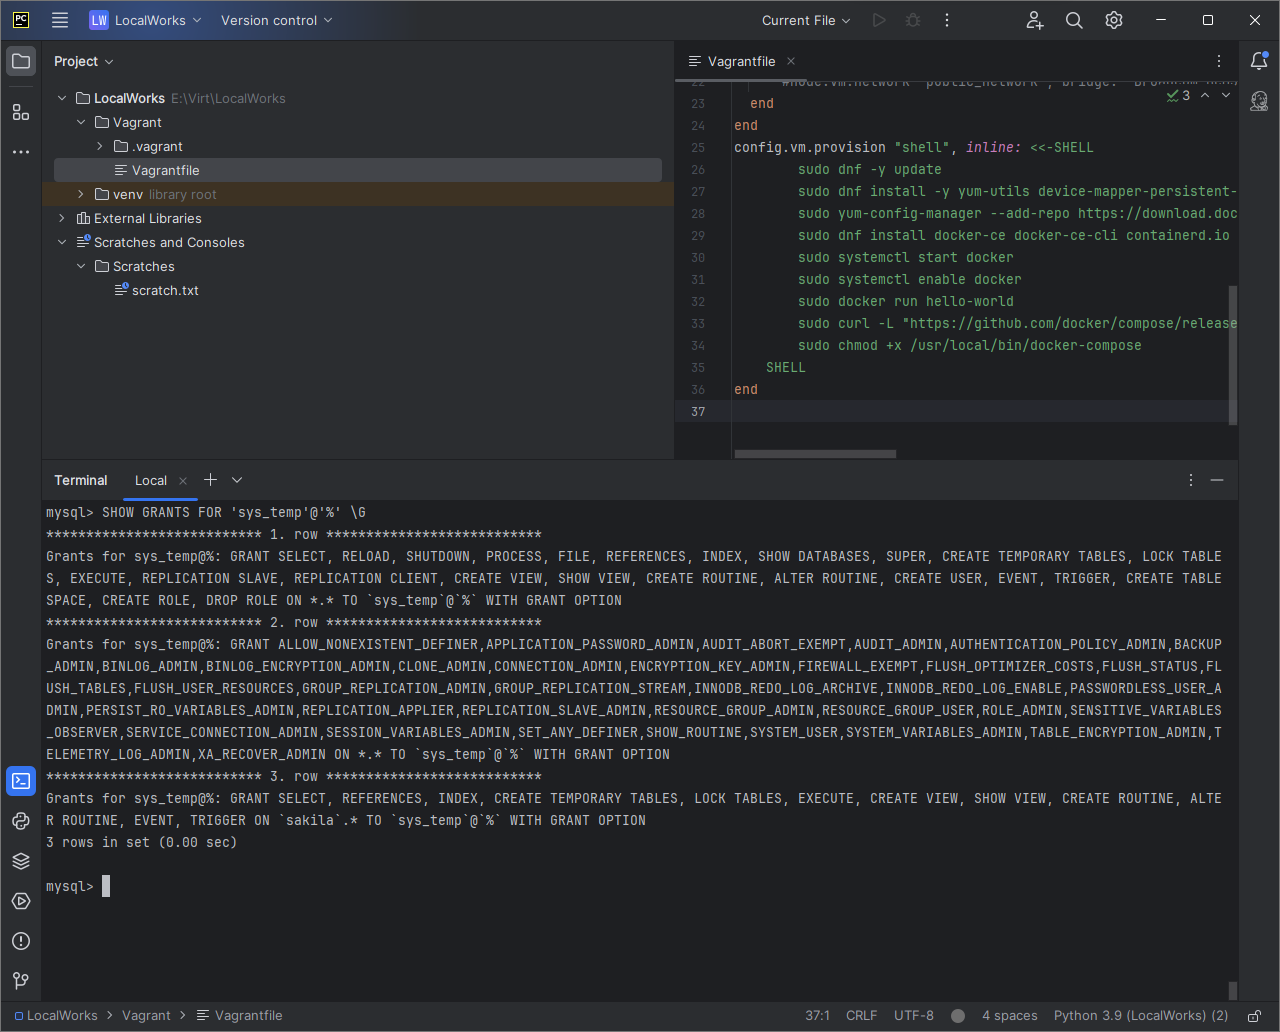 PC
LW LocalWorks Version control Current File
Project
LocalWorks E:\Virt\LocalWorks
Vagrant
.vagrant
Vagrantfile
venv library root
External Libraries
Scratches and Consoles
Scratches
scratch.txt
Vagrantfile
3
23 end
24 end
25 config.vm.provision "shell", inline: <<-SHELL
26 sudo dnf -y update
27 sudo dnf install -y yum-utils device-mapper-persistent-
28 sudo yum-config-manager --add-repo https://download.doc
29 sudo dnf install docker-ce docker-ce-cli containerd.io
30 sudo systemctl start docker
31 sudo systemctl enable docker
32 sudo docker run hello-world
33 sudo curl -L "https://github.com/docker/compose/release
34 sudo chmod +x /usr/local/bin/docker-compose
35 SHELL
36 end
37
Terminal Local
mysql> SHOW GRANTS FOR 'sys_temp'@'%' \G
*************************** 1. row ***************************
Grants for sys_temp@%: GRANT SELECT, RELOAD, SHUTDOWN, PROCESS, FILE, REFERENCES, INDEX, SHOW DATABASES, SUPER, CREATE TEMPORARY TABLES, LOCK TABLE
S, EXECUTE, REPLICATION SLAVE, REPLICATION CLIENT, CREATE VIEW, SHOW VIEW, CREATE ROUTINE, ALTER ROUTINE, CREATE USER, EVENT, TRIGGER, CREATE TABLE
SPACE, CREATE ROLE, DROP ROLE ON *.* TO `sys_temp`@`%` WITH GRANT OPTION
*************************** 2. row ***************************
Grants for sys_temp@%: GRANT ALLOW_NONEXISTENT_DEFINER,APPLICATION_PASSWORD_ADMIN,AUDIT_ABORT_EXEMPT,AUDIT_ADMIN,AUTHENTICATION_POLICY_ADMIN,BACKUP
_ADMIN,BINLOG_ADMIN,BINLOG_ENCRYPTION_ADMIN,CLONE_ADMIN,CONNECTION_ADMIN,ENCRYPTION_KEY_ADMIN,FIREWALL_EXEMPT,FLUSH_OPTIMIZER_COSTS,FLUSH_STATUS,FL
USH_TABLES,FLUSH_USER_RESOURCES,GROUP_REPLICATION_ADMIN,GROUP_REPLICATION_STREAM,INNODB_REDO_LOG_ARCHIVE,INNODB_REDO_LOG_ENABLE,PASSWORDLESS_USER_A
DMIN,PERSIST_RO_VARIABLES_ADMIN,REPLICATION_APPLIER,REPLICATION_SLAVE_ADMIN,RESOURCE_GROUP_ADMIN,RESOURCE_GROUP_USER,ROLE_ADMIN,SENSITIVE_VARIABLES
_OBSERVER,SERVICE_CONNECTION_ADMIN,SESSION_VARIABLES_ADMIN,SET_ANY_DEFINER,SHOW_ROUTINE,SYSTEM_USER,SYSTEM_VARIABLES_ADMIN,TABLE_ENCRYPTION_ADMIN,T
ELEMETRY_LOG_ADMIN,XA_RECOVER_ADMIN ON *.* TO `sys_temp`@`%` WITH GRANT OPTION
*************************** 3. row ***************************
Grants for sys_temp@%: GRANT SELECT, REFERENCES, INDEX, CREATE TEMPORARY TABLES, LOCK TABLES, EXECUTE, CREATE VIEW, SHOW VIEW, CREATE ROUTINE, ALTE
R ROUTINE, EVENT, TRIGGER ON `sakila`.* TO `sys_temp`@`%` WITH GRANT OPTION
3 rows in set (0.00 sec)
mysql>
LocalWorks > Vagrant > Vagrantfile 37:1 CRLF UTF-8 4 spaces Python 3.9 (LocalWorks) (2)